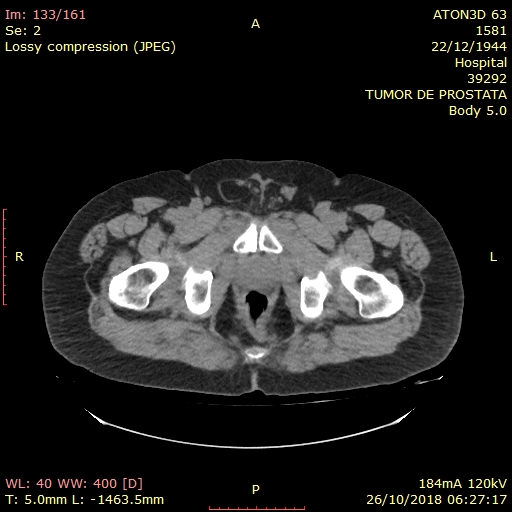 Im: 133/161
Se: 2
Lossy compression (JPEG)
A
ATON3D 63
1581
22/12/1944
Hospital
39292
TUMOR DE PROSTATA
Body 5.0
R
L
WL: 40 WW: 400 [D]
T: 5.0mm L: -1463.5mm
P
184mA 120kV
26/10/2018 06:27:17